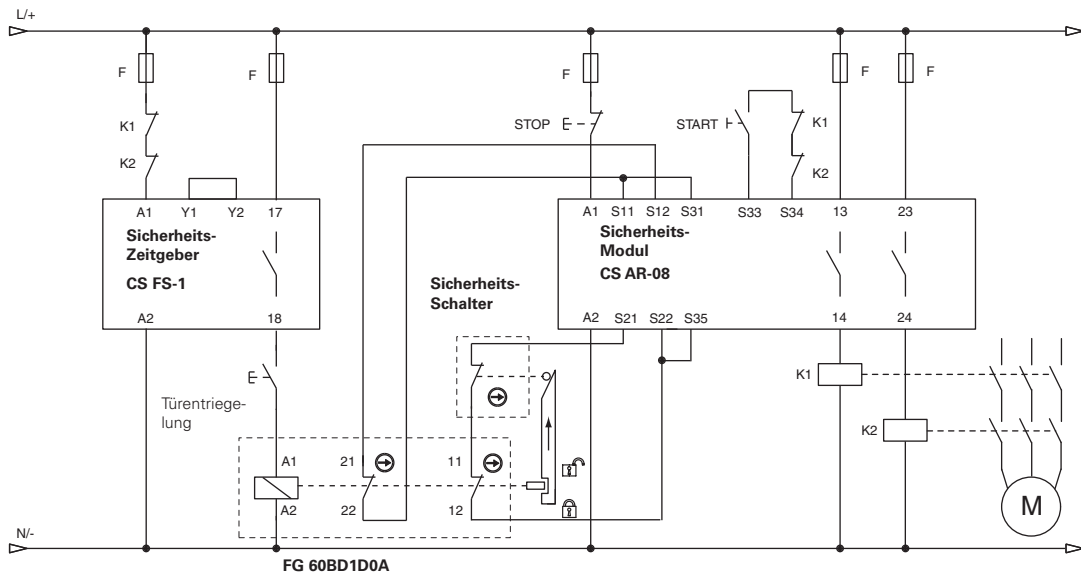 L/+
F
F
F
F
F
K1
STOP
START
K1
K2
K2
A1 Y1 Y2 17
A1 S11 S12 S31 S33 S34 13 23
Sicherheits-
Zeitgeber
CS FS-1
Sicherheits-
Modul
CS AR-08
Sicherheits-
Schalter
A2 18
A2 S21 S22 S35 14 24
K1
Türentriege-
lung
K2
A1 21 11
A2 22 12
M
N/-
FG 60BD1D0A